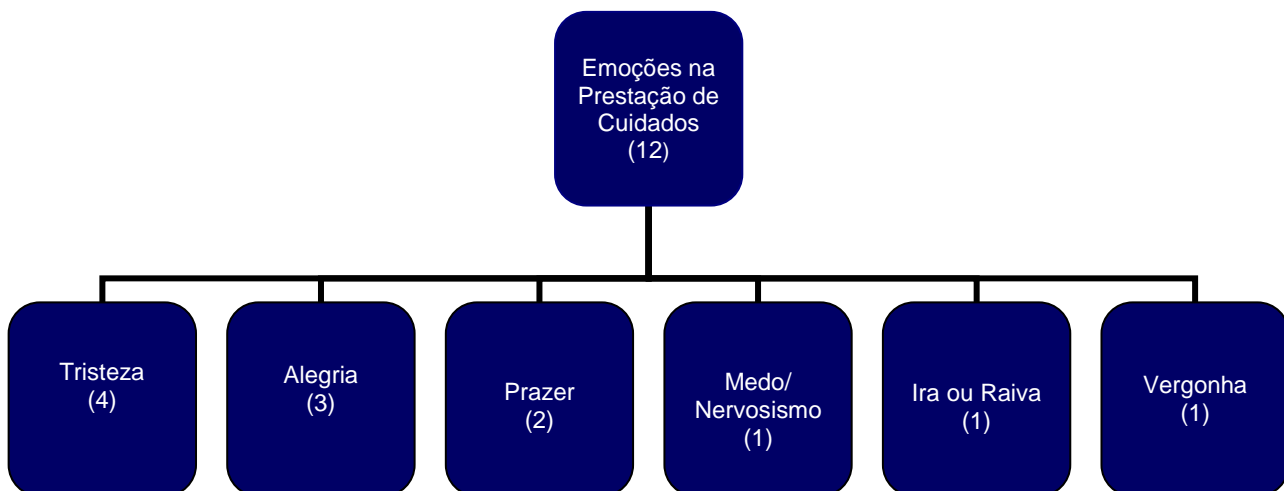 Emoções na
Prestação de
Cuidados
(12)
Tristeza
(4)
Alegria
(3)
Prazer
(2)
Medo/
Nervosismo
(1)
Ira ou Raiva
(1)
Vergonha
(1)